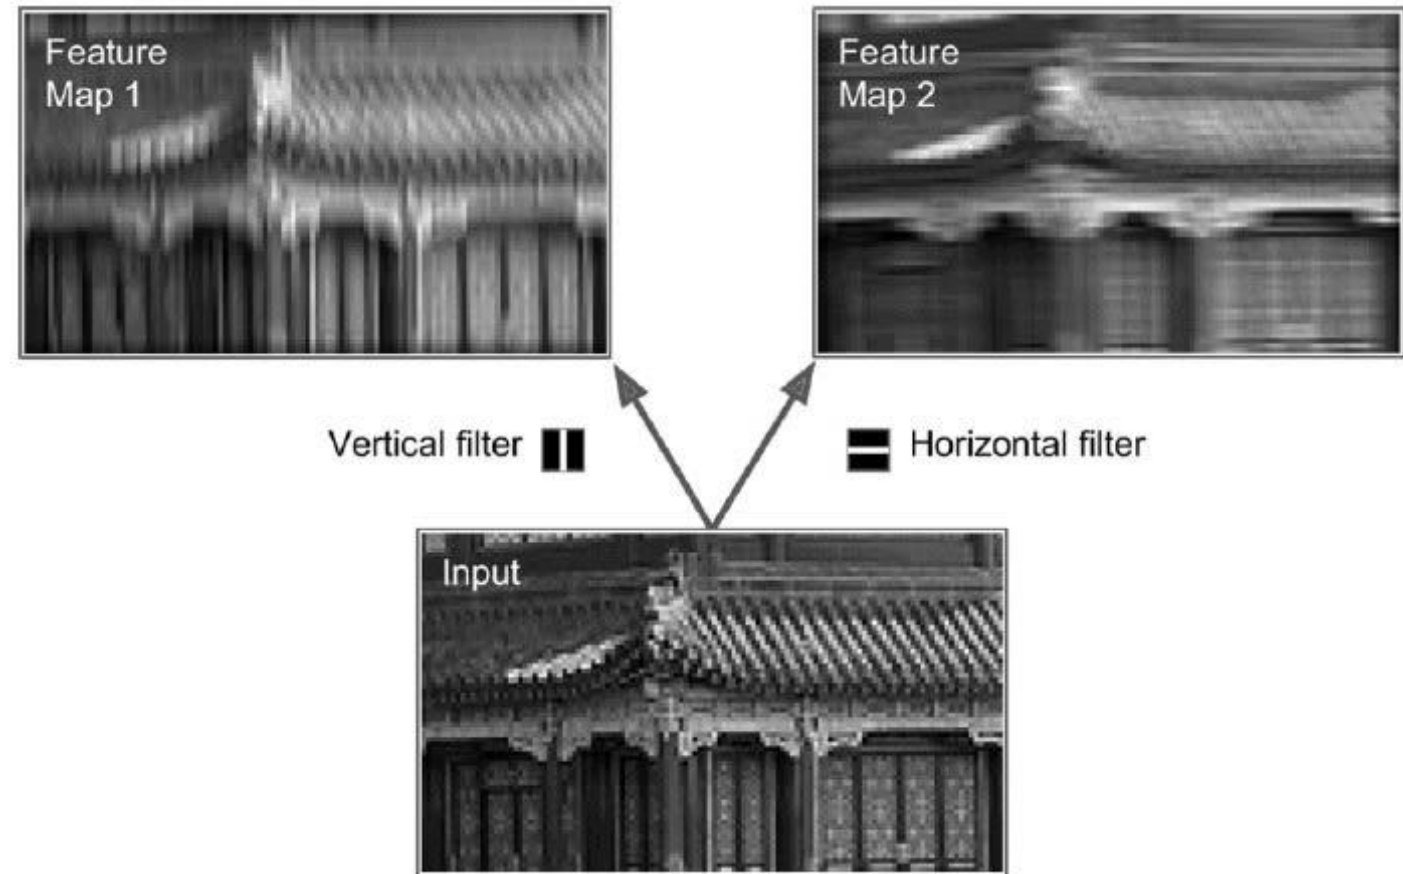 Feature
Map 1
Feature
Map 2
Vertical filter
Horizontal filter
Input